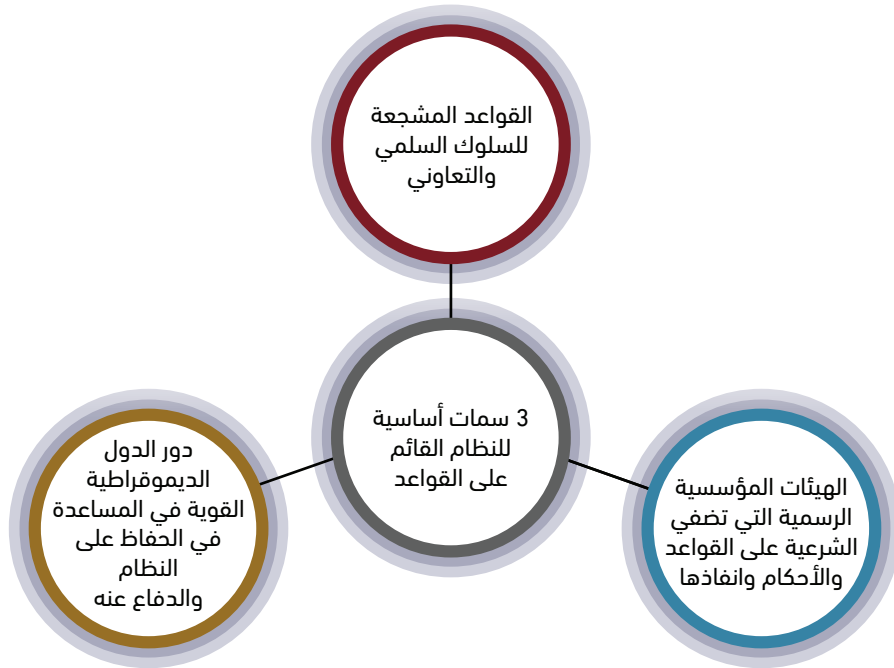 القواعد المشجعة
للسلوك السلمي
والتعاوني
3 سمات أساسية
للنظام القائم
على القواعد
الهيئات المؤسسية
الرسمية التي تضفي
الشرعية على القواعد
والأحكام وانفاذها
دور الدول
الديموقراطية
القوية في المساعدة
في الحفاظ على
النظام
والدفاع عنه